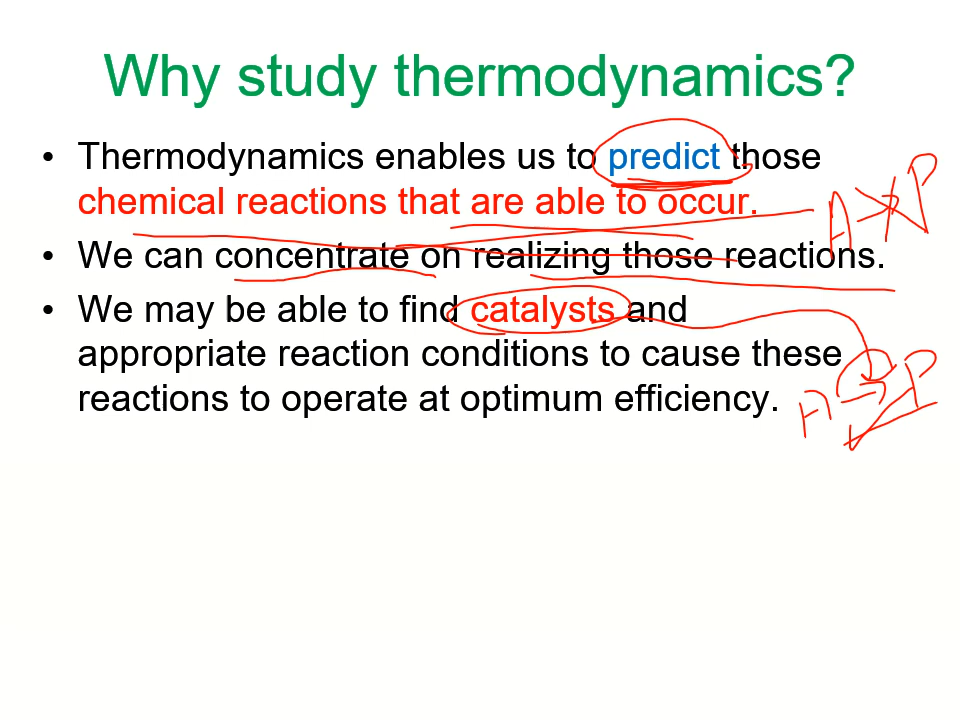 Why study thermodynamics?
• Thermodynamics enables us to predict those
chemical reactions that are able to occur.
• We can concentrate on realizing those reactions.
• We may be able to find catalysts and
appropriate reaction conditions to cause these
reactions to operate at optimum efficiency.
A → P
A → P